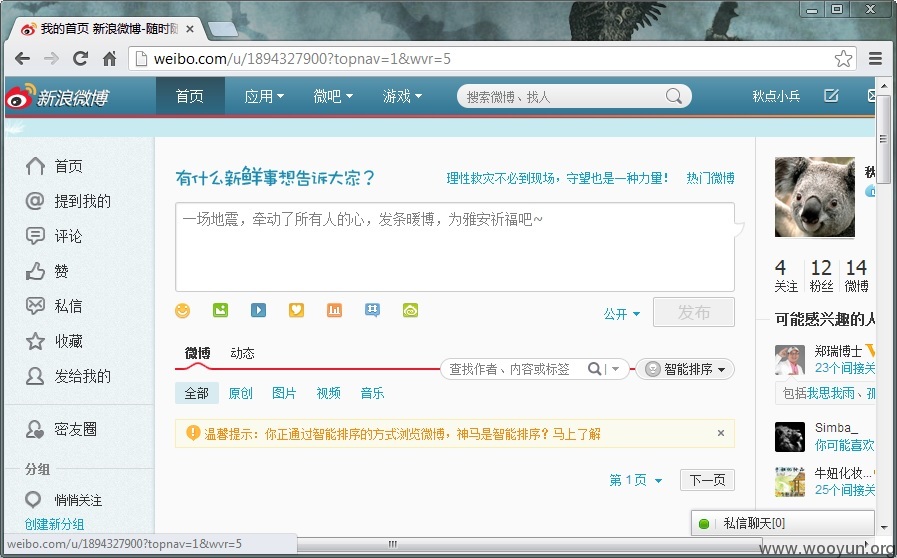 我的首页 新浪微博-随时随
weibo.com/u/1894327900?topnav=1&wvr=5
新浪微博
首页
应用
微吧
游戏
搜索微博、找人
秋点小兵
首页
提到我的
评论
赞
私信
收藏
发给我的
密友圈
分组
悄悄关注
创建新分组
有什么新鲜事想告诉大家?
理性救灾不必到现场，守望也是一种力量！
热门微博
一场地震，牵动了所有人的心，发条暖博，为雅安祈福吧~
公开
发布
微博
动态
查找作者、内容或标签
智能排序
全部
原创
图片
视频
音乐
温馨提示：你正通过智能排序的方式浏览微博，神马是智能排序？马上了解
第 1 页
下一页
4
关注
12
粉丝
14
微博
可能感兴趣的人
郑瑞博士
23个间接关
包括我思我雨、孤
Simba_
你可能喜欢
牛妞化妆...
25个间接关
私信聊天[0]
weibo.com/u/1894327900?topnav=1&wvr=5
www.wooyun.org